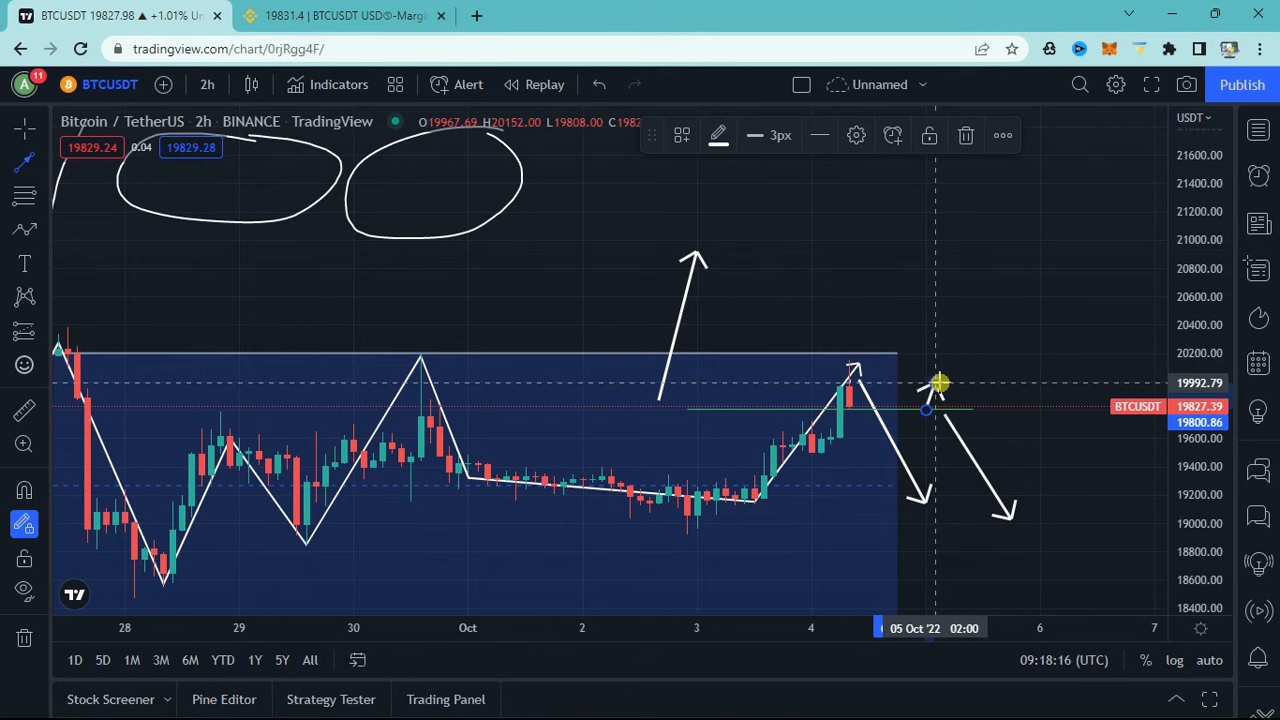 BTCUSDT 19827.98 ▲ +1.01% Un
19831.4 | BTCUSDT USDⓈ-Margi
tradingview.com/chart/0rjRgg4F/
A 11 BTCUSDT 2h Indicators Alert Replay Unnamed Publish
Bitcoin / TetherUS · 2h · BINANCE · TradingView O19967.69 H20152.00 L19808.00 C1982
19829.24 0.04 19829.28
3px
USDT
21600.00
21400.00
21200.00
21000.00
20800.00
20600.00
20400.00
20200.00
19992.79
BTCUSDT 19827.39
19800.86
19600.00
19400.00
19200.00
19000.00
18800.00
18600.00
18400.00
28 29 30 Oct 2 3 4 05 Oct '22 02:00 6 7
1D 5D 1M 3M 6M YTD 1Y 5Y All 09:18:16 (UTC) % log auto
Stock Screener Pine Editor Strategy Tester Trading Panel